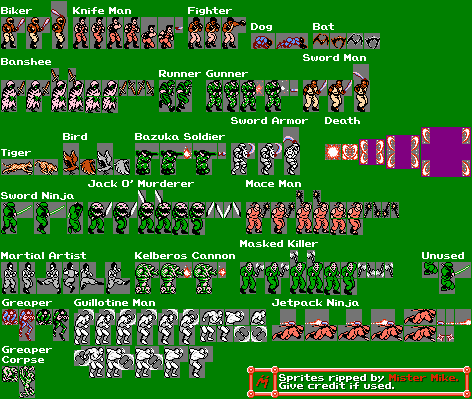 Biker Knife Man Fighter
Dog Bat
Banshee
Sword Man
Runner Gunner
Sword Armor Death
Tiger Bird Bazuka Soldier
Jack O' Murderer Mace Man
Sword Ninja
Masked Killer
Martial Artist Kelberos Cannon Unused
Greaper Guillotine Man Jetpack Ninja
Greaper
Corpse
Sprites ripped by Mister Mike.
Give credit if used.